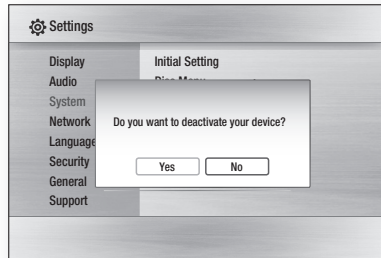 Settings
Display
Initial Setting
Audio
System
Network
Do you want to deactivate your device?
Language
Security
Yes
No
General
Support